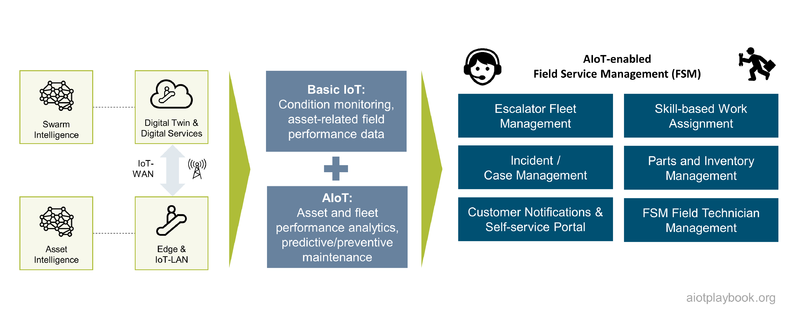 Swarm
Intelligence
Digital Twin &
Digital Services
IoT-
WAN
Asset
Intelligence
Edge &
IoT-LAN
Basic IoT:
Condition monitoring,
asset-related field
performance data
AIoT:
Asset and fleet
performance analytics,
predictive/preventive
maintenance
AIoT-enabled
Field Service Management (FSM)
Escalator Fleet
Management
Skill-based Work
Assignment
Incident /
Case Management
Parts and Inventory
Management
Customer Notifications &
Self-service Portal
FSM Field Technician
Management
aiotplaybook.org